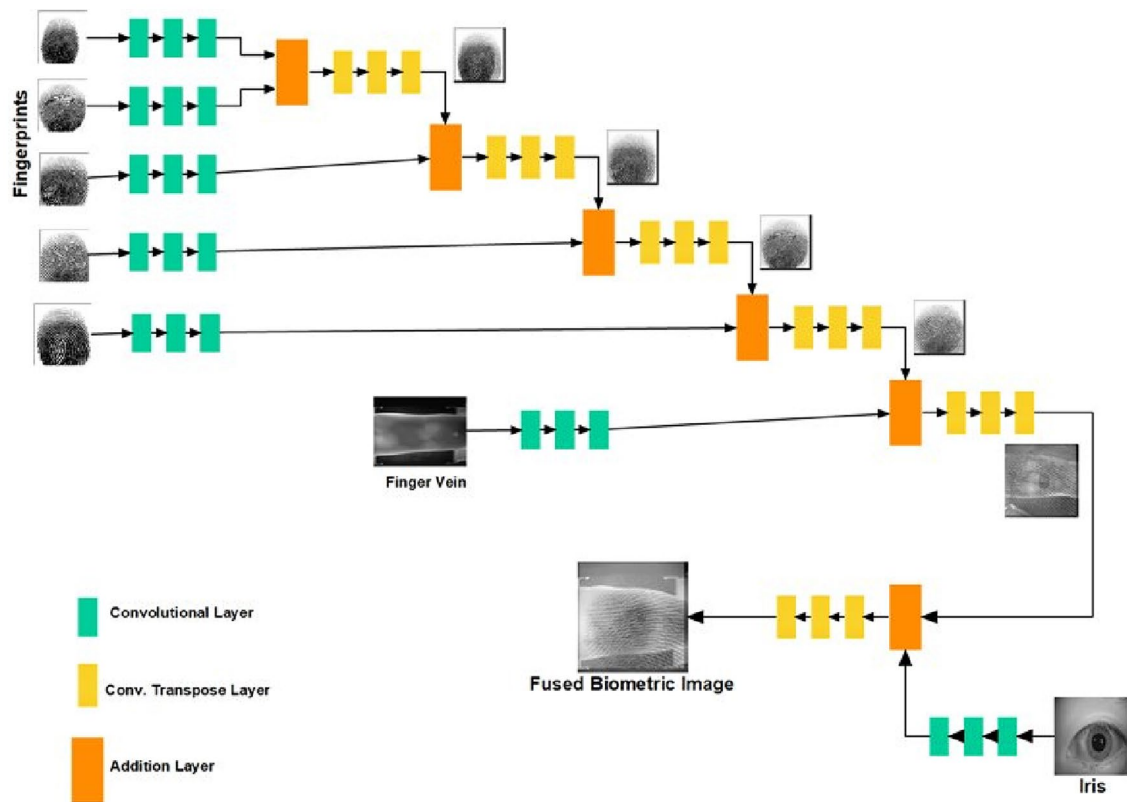 Fingerprints
Finger Vein
Convolutional Layer
Conv. Transpose Layer
Fused Biometric Image
Addition Layer
Iris